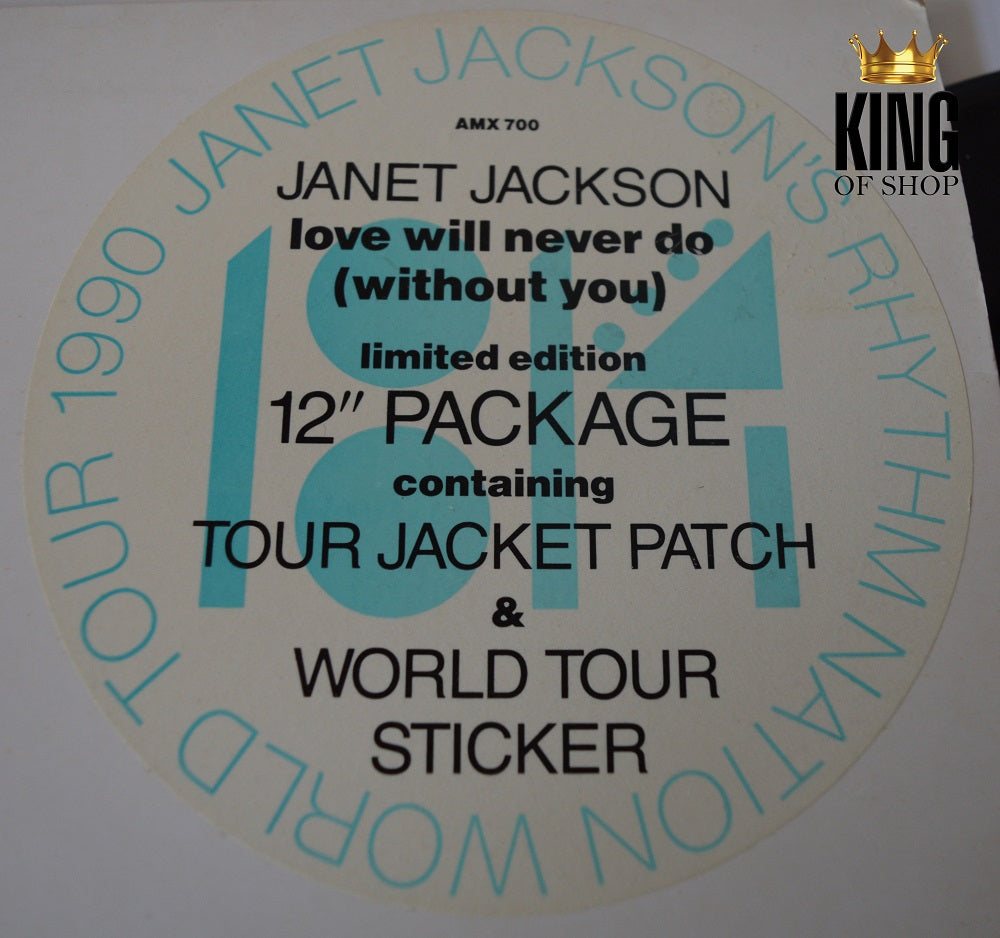 JANET JACKSON'S RHYTHM NATION WORLD TOUR 1990
AMX 700
JANET JACKSON
love will never do
(without you)
limited edition
12" PACKAGE
containing
TOUR JACKET PATCH
&
WORLD TOUR
STICKER
1814
KING
OF SHOP